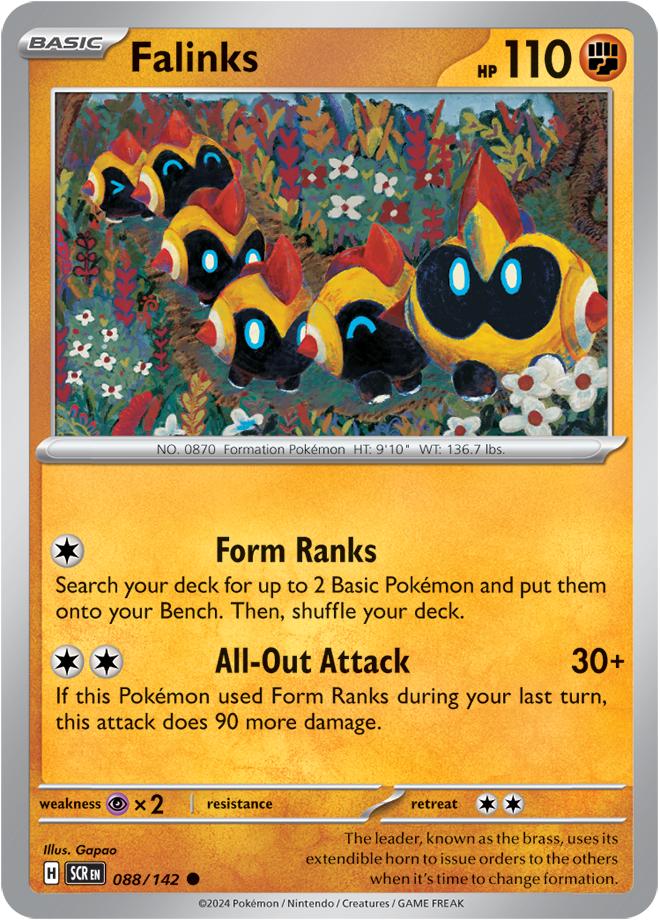 BASIC Falinks HP 110
NO. 0870 Formation Pokémon HT: 9'10" WT: 136.7 lbs.
Form Ranks
Search your deck for up to 2 Basic Pokémon and put them
onto your Bench. Then, shuffle your deck.
All-Out Attack 30+
If this Pokémon used Form Ranks during your last turn,
this attack does 90 more damage.
weakness ×2 resistance retreat
Illus. Gapao
The leader, known as the brass, uses its
extendible horn to issue orders to the others
when it's time to change formation.
H SCR EN 088/142
©2024 Pokémon / Nintendo / Creatures / GAME FREAK